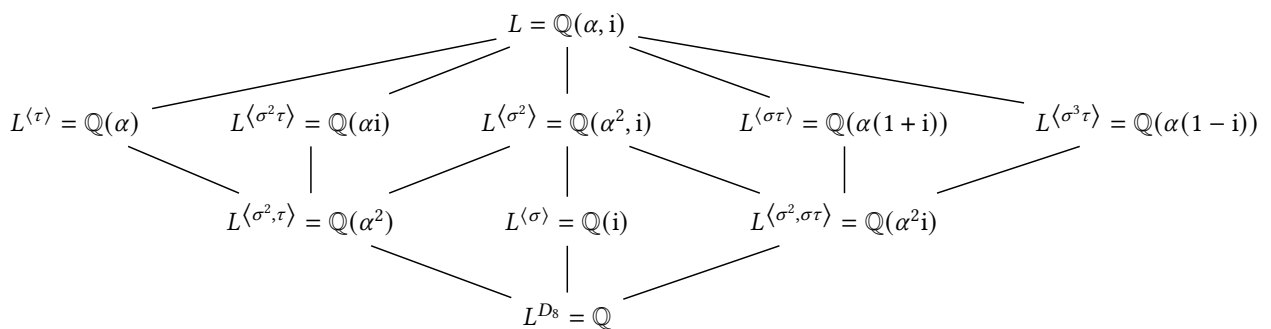 L = ℚ(α, i)
L^⟨τ⟩ = ℚ(α) L^⟨σ²τ⟩ = ℚ(αi) L^⟨σ²⟩ = ℚ(α², i) L^⟨στ⟩ = ℚ(α(1 + i)) L^⟨σ³τ⟩ = ℚ(α(1 − i))
L^⟨σ²,τ⟩ = ℚ(α²) L^⟨σ⟩ = ℚ(i) L^⟨σ²,στ⟩ = ℚ(α²i)
L^D₈ = ℚ